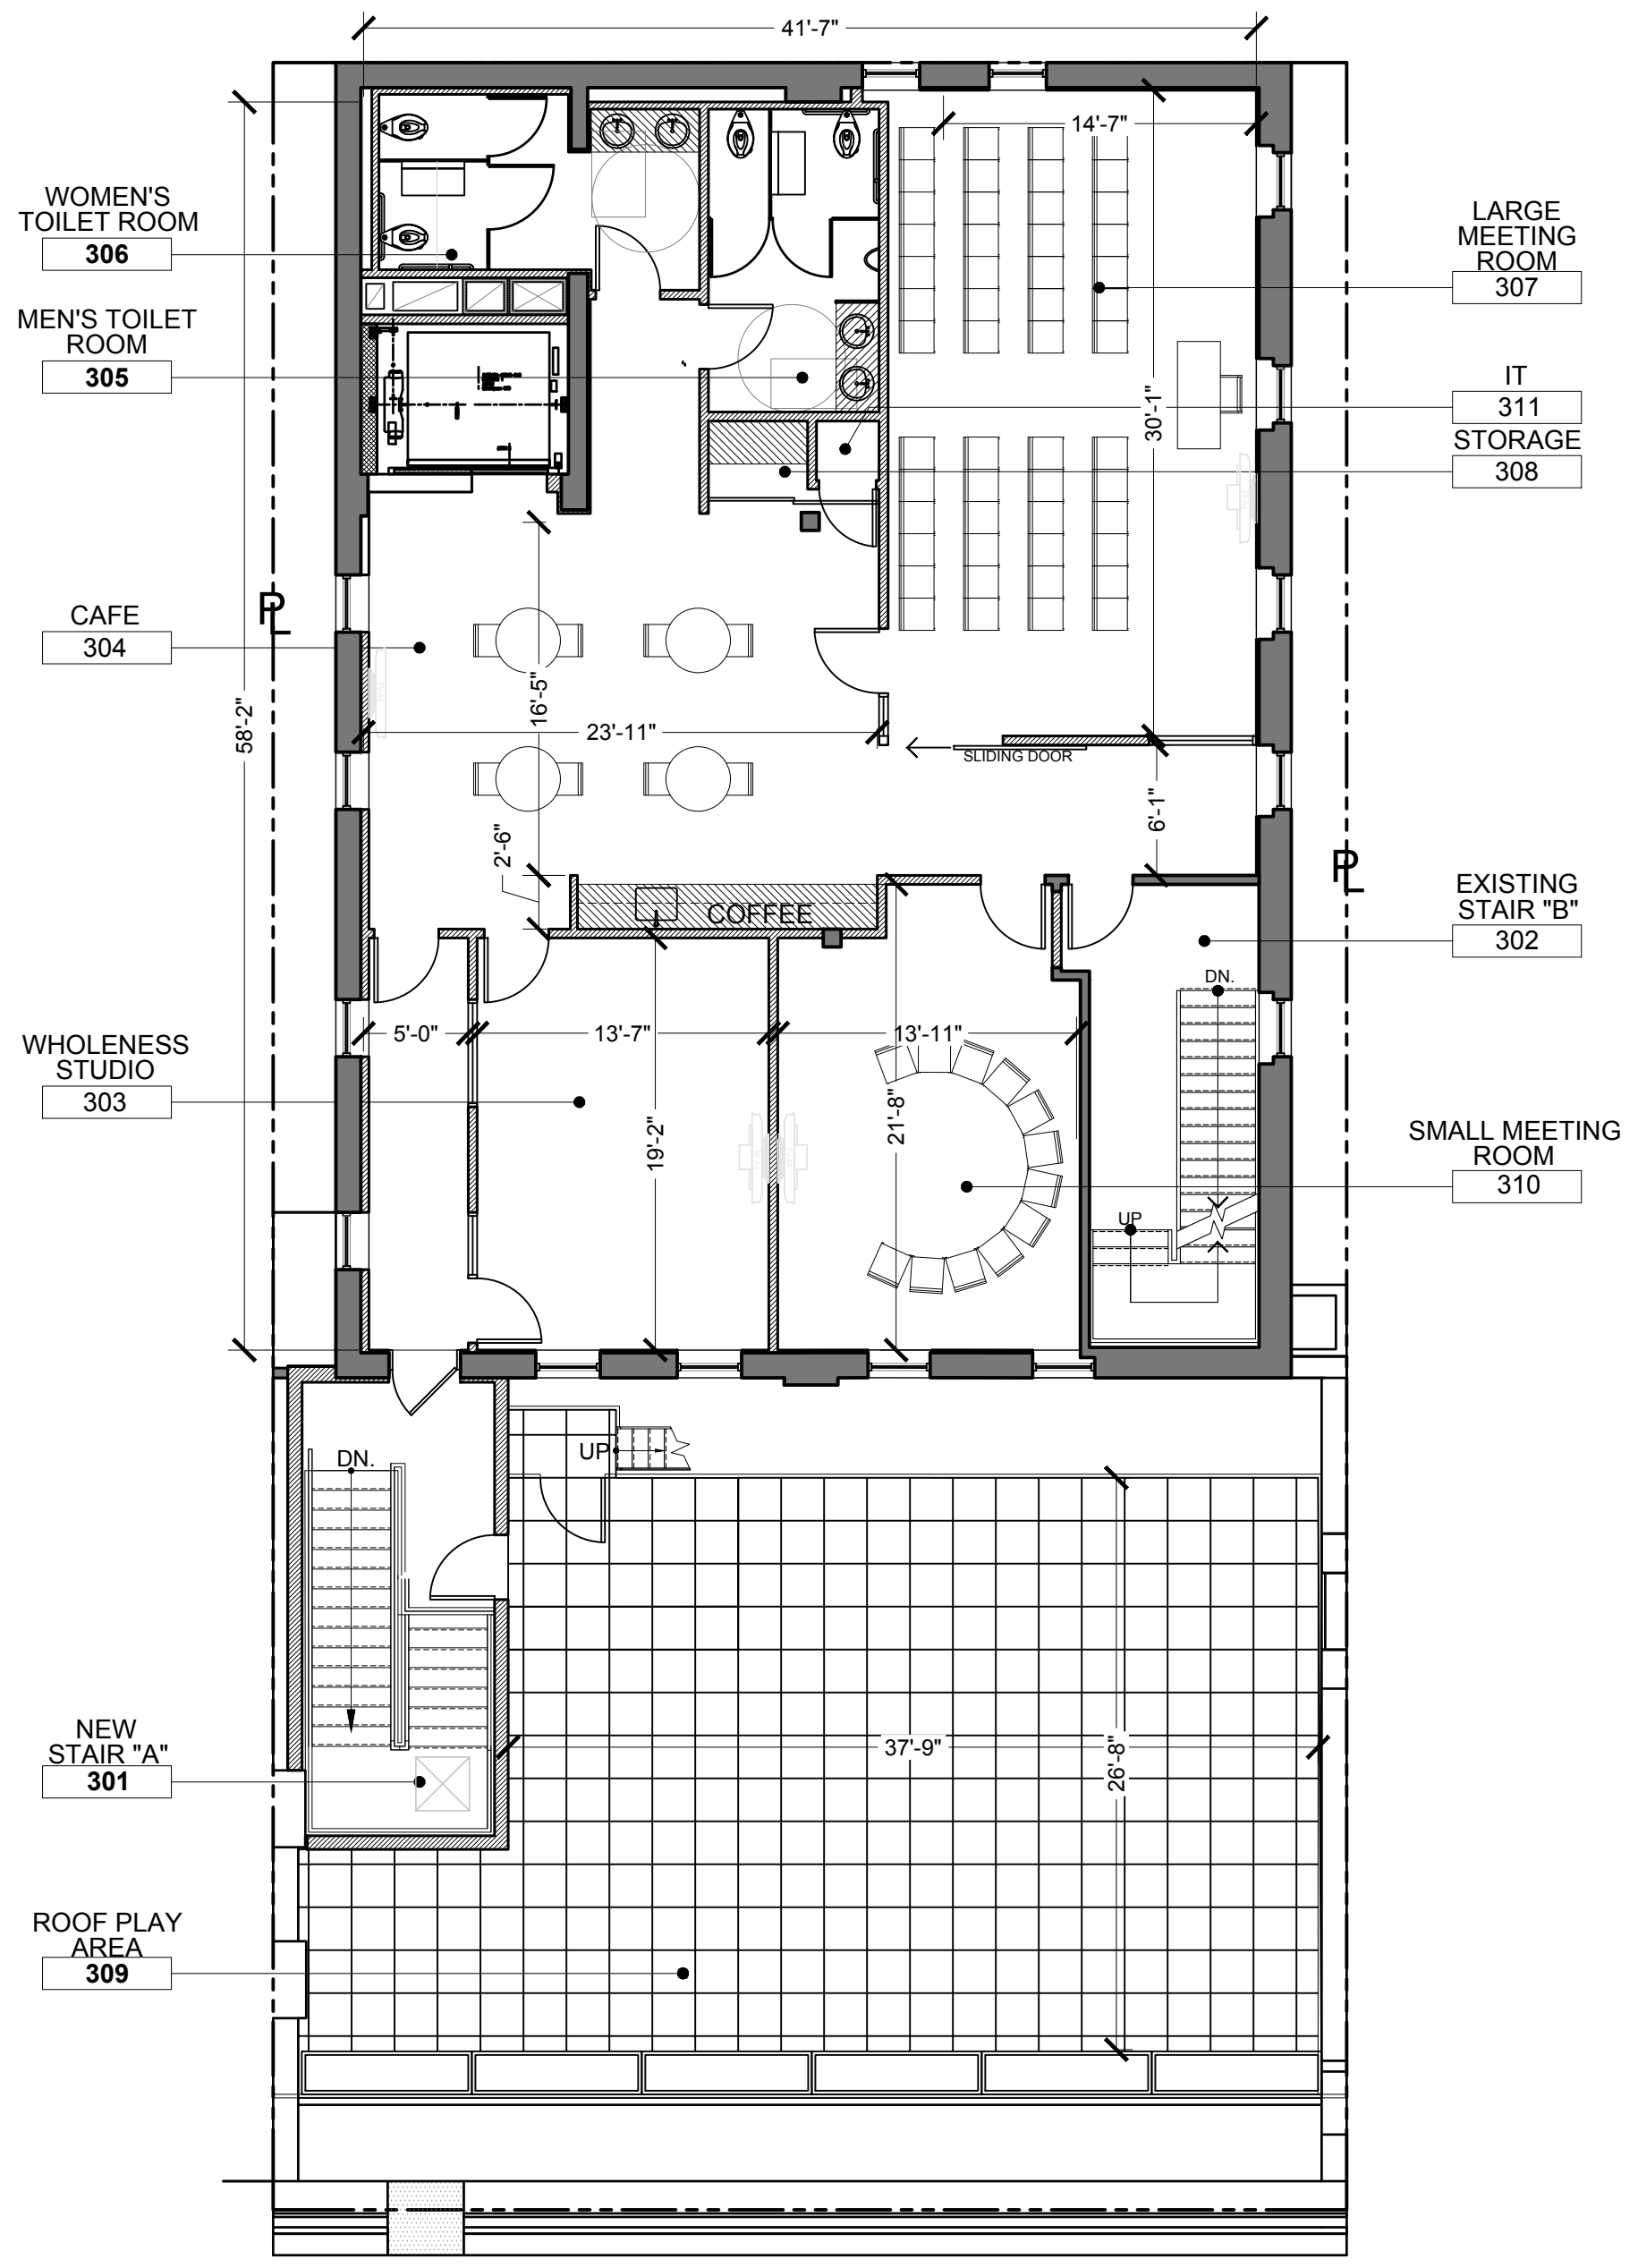 41'-7"
14'-7"
WOMEN'S
TOILET ROOM
306
LARGE
MEETING
ROOM
307
MEN'S TOILET
ROOM
305
IT
311
STORAGE
308
30'-1"
CAFE
304
PL
58'-2"
16'-5"
23'-11"
SLIDING DOOR
6'-1"
2'-6"
COFFEE
PL
EXISTING
STAIR "B"
302
DN.
5'-0"
13'-7"
13'-11"
WHOLENESS
STUDIO
303
19'-2"
21'-8"
SMALL MEETING
ROOM
310
UP
UP
DN.
NEW
STAIR "A"
301
37'-9"
26'-8"
ROOF PLAY
AREA
309